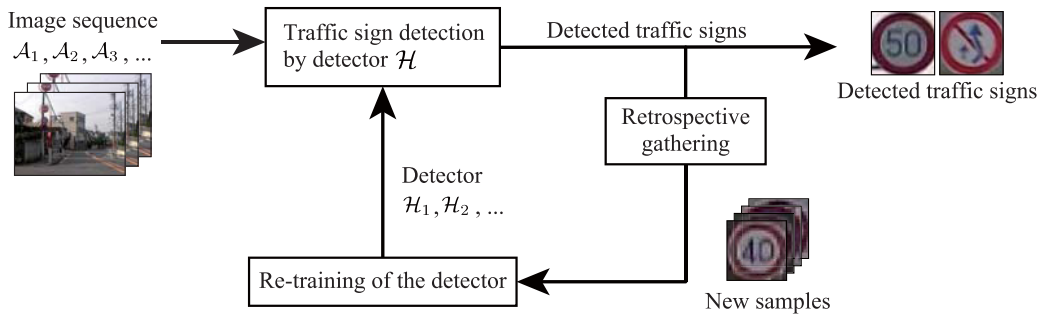 Image sequence
𝒜₁, 𝒜₂, 𝒜₃, ...
Traffic sign detection
by detector ℋ
Detected traffic signs
50
Detected traffic signs
Retrospective
gathering
Detector
ℋ₁, ℋ₂, ...
40
Re-training of the detector
New samples